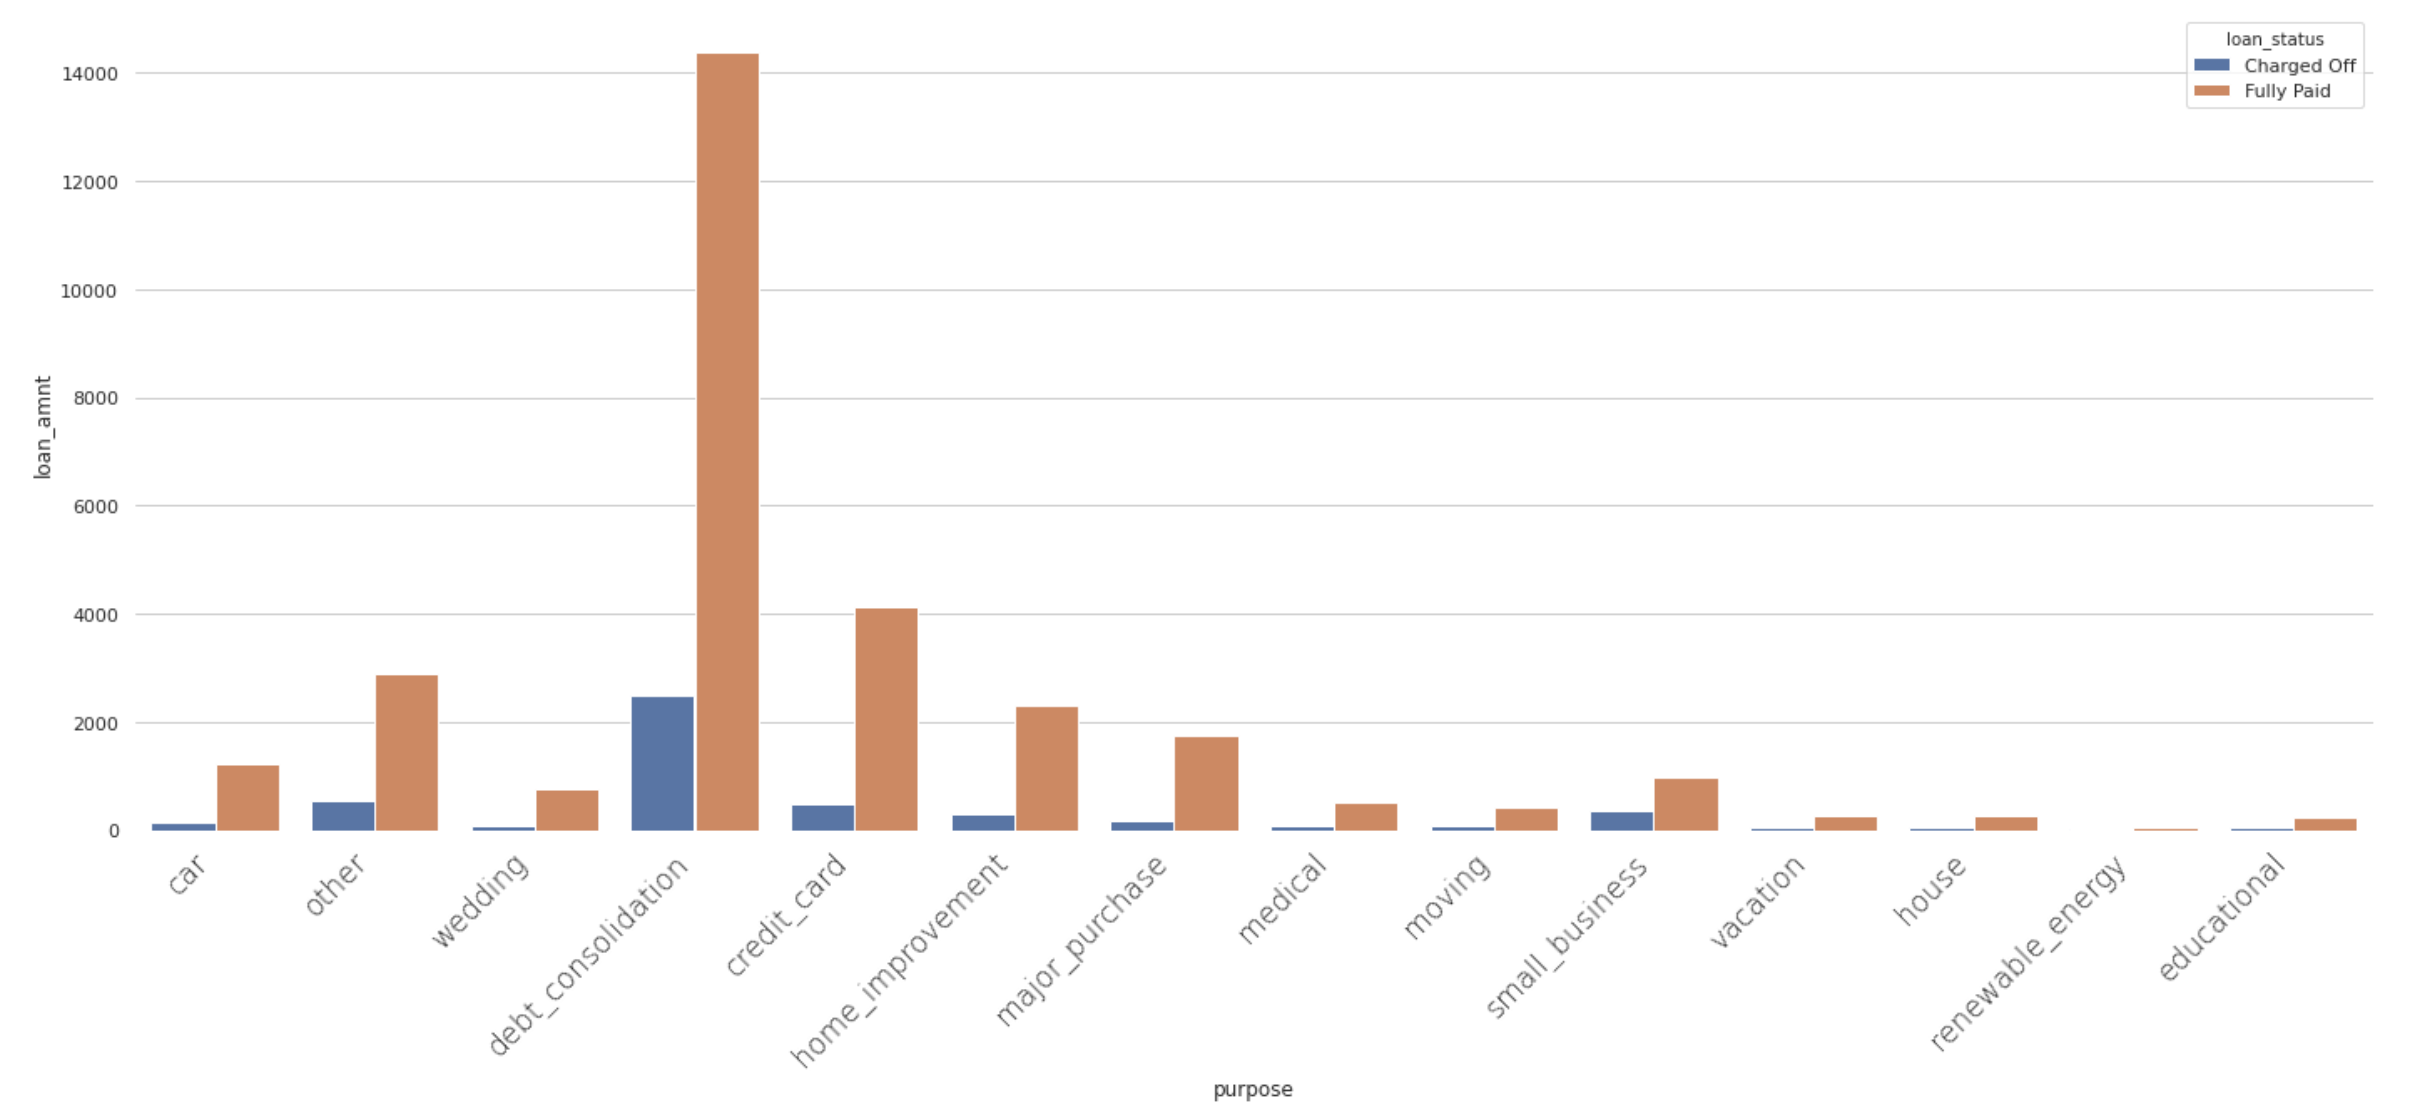 loan_status
Charged Off
Fully Paid
14000
12000
10000
8000
6000
4000
2000
0
loan_amnt
car
other
wedding
debt_consolidation
credit_card
home_improvement
major_purchase
medical
moving
small_business
vacation
house
renewable_energy
educational
purpose